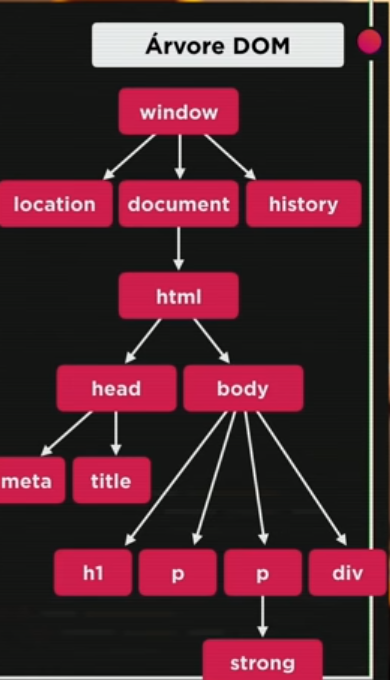 Árvore DOM
window
location document history
html
head body
meta title
h1 p p div
strong